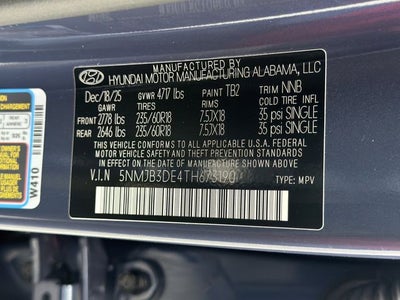 MANUFACTURED BY
HYUNDAI MOTOR MANUFACTURING ALABAMA, LLC
Dec/18/25 GVWR 4717 lbs PAINT TB2 TRIM NNB
GAWR TIRES RIMS COLD
FRONT 2778 lbs 235/60R18 7.5JX18 35 psi SINGLE
REAR 2646 lbs 235/60R18 7.5JX18 35 psi SINGLE
THIS VEHICLE CONFORMS TO ALL APPLICABLE U.S.A. FEDERAL
MOTOR VEHICLE SAFETY, BUMPER, AND THEFT PREVENTION STANDARDS
IN EFFECT ON THE DATE OF MANUFACTURE SHOWN ABOVE.
V.I.N 5NMJB3DE4TH673190 TYPE: MPV
W410